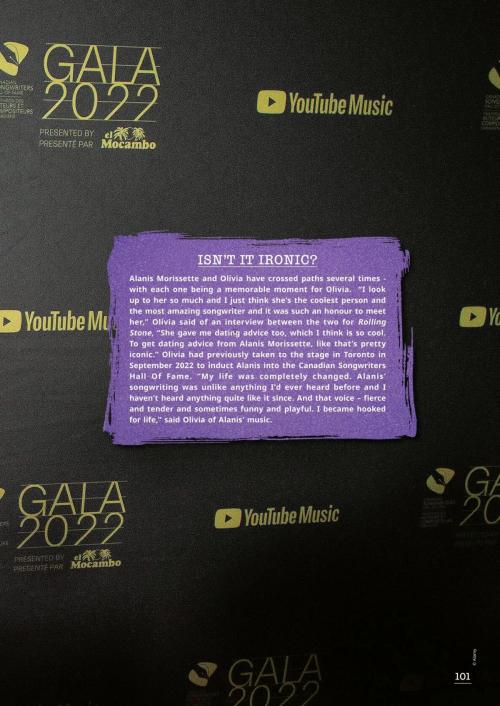 GALA
2022
PRESENTED BY
PRESENTÉ PAR
el
Mocambo
YouTube Music
ISN'T IT IRONIC?
Alanis Morissette and Olivia have crossed paths several times -
with each one being a memorable moment for Olivia. "I look
up to her so much and I just think she's the coolest person and
the most amazing songwriter and it was such an honour to meet
her," Olivia said of an interview between the two for Rolling
Stone, "She gave me dating advice too, which I think is so cool.
To get dating advice from Alanis Morissette, like that's pretty
iconic." Olivia had previously taken to the stage in Toronto in
September 2022 to induct Alanis into the Canadian Songwriters
Hall Of Fame. "My life was completely changed. Alanis'
songwriting was unlike anything I'd ever heard before and I
haven't heard anything quite like it since. And that voice – fierce
and tender and sometimes funny and playful. I became hooked
for life," said Olivia of Alanis' music.
YouTube Mu
Yo
GALA
2022
PRESENTED BY
PRESENTÉ PAR
el
Mocambo
YouTube Music
GA
20
GALA
2022
© Alamy
101